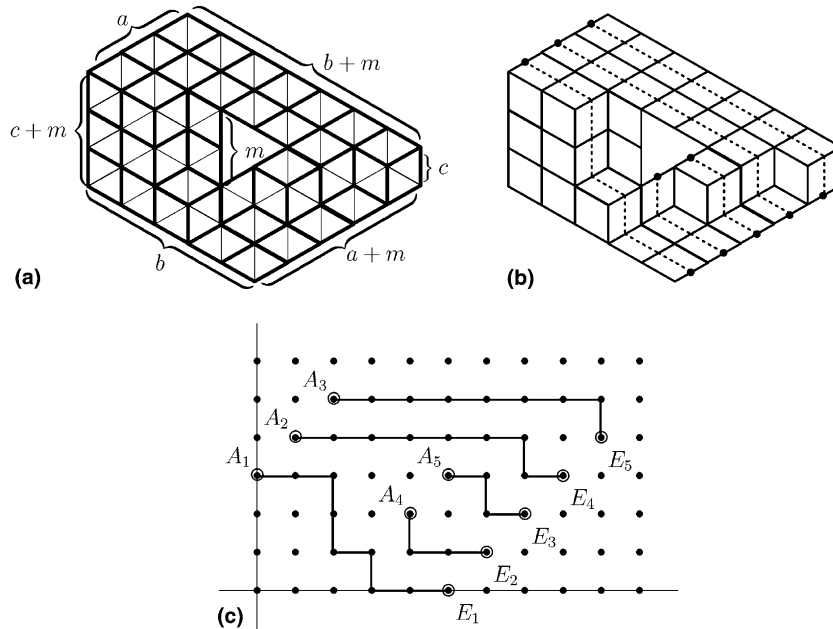 a
b + m
c + m
m
c
b
a + m
(a)
(b)
A₃
A₂
A₁
A₅
E₅
A₄
E₄
E₃
E₂
(c)
E₁